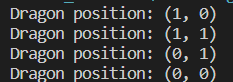 Dragon position: (1, 0)
Dragon position: (1, 1)
Dragon position: (0, 1)
Dragon position: (0, 0)